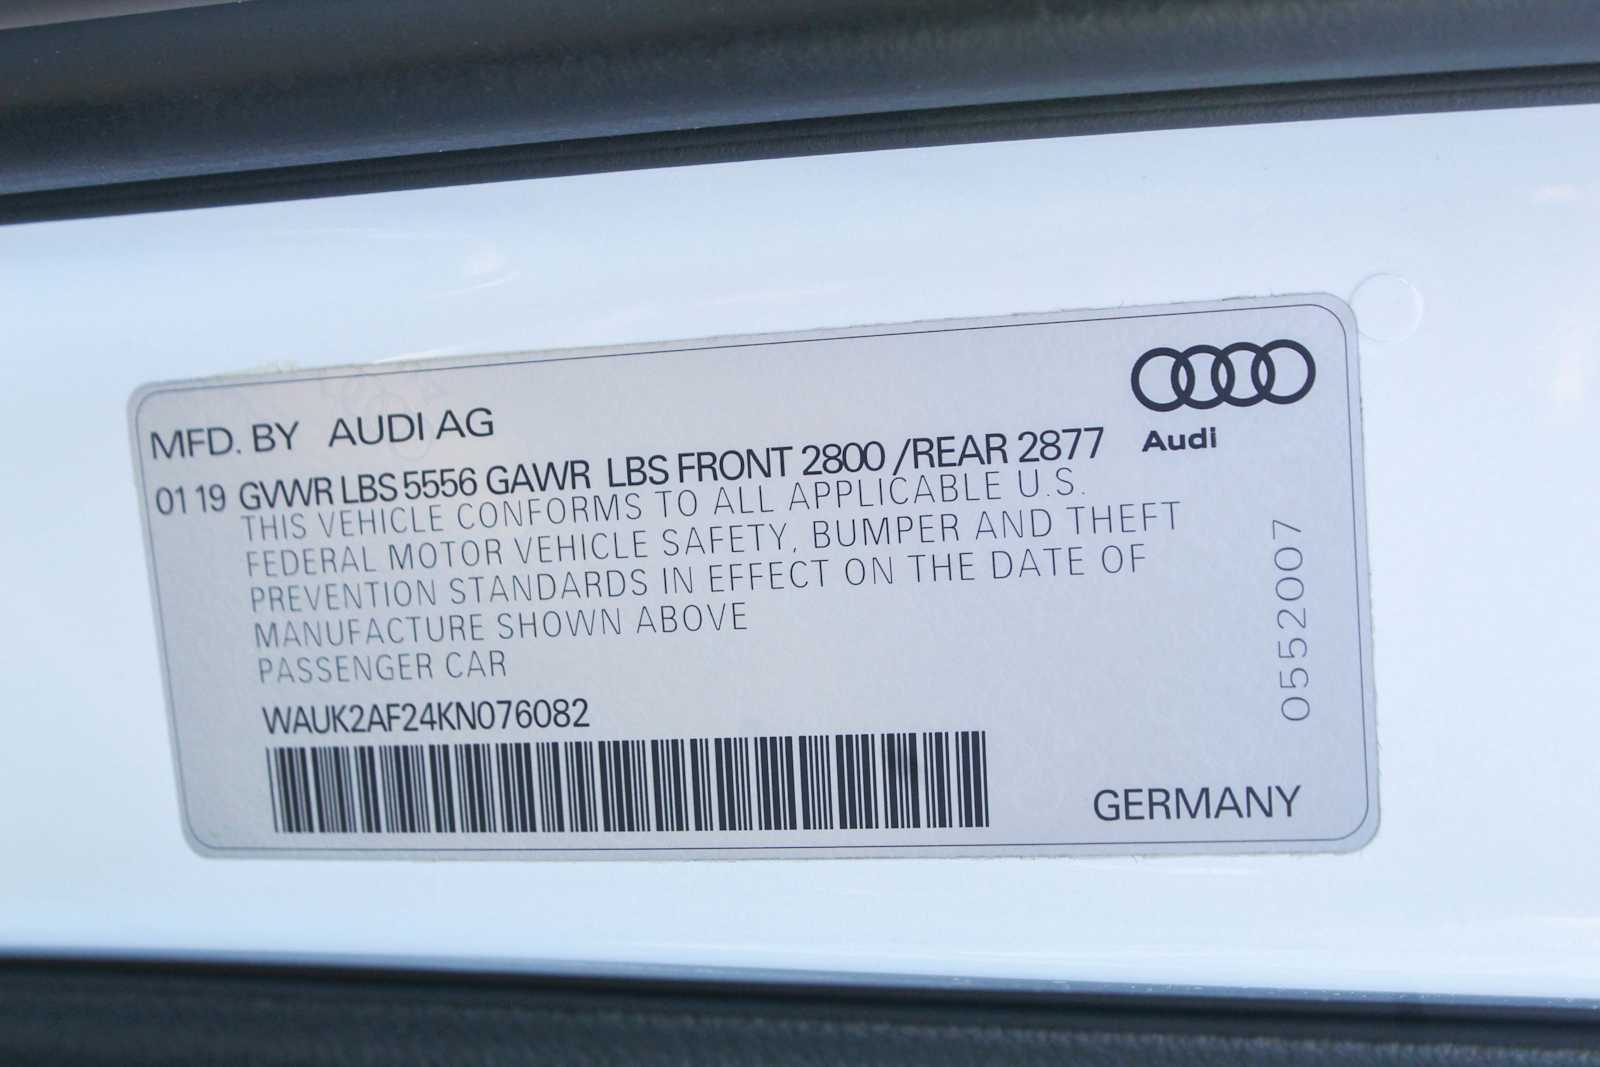 MFD. BY AUDI AG
01 19 GVWR LBS 5556 GAWR LBS FRONT 2800 /REAR 2877
THIS VEHICLE CONFORMS TO ALL APPLICABLE U.S.
FEDERAL MOTOR VEHICLE SAFETY, BUMPER AND THEFT
PREVENTION STANDARDS IN EFFECT ON THE DATE OF
MANUFACTURE SHOWN ABOVE
PASSENGER CAR
WAUK2AF24KN076082
Audi
0552007
GERMANY